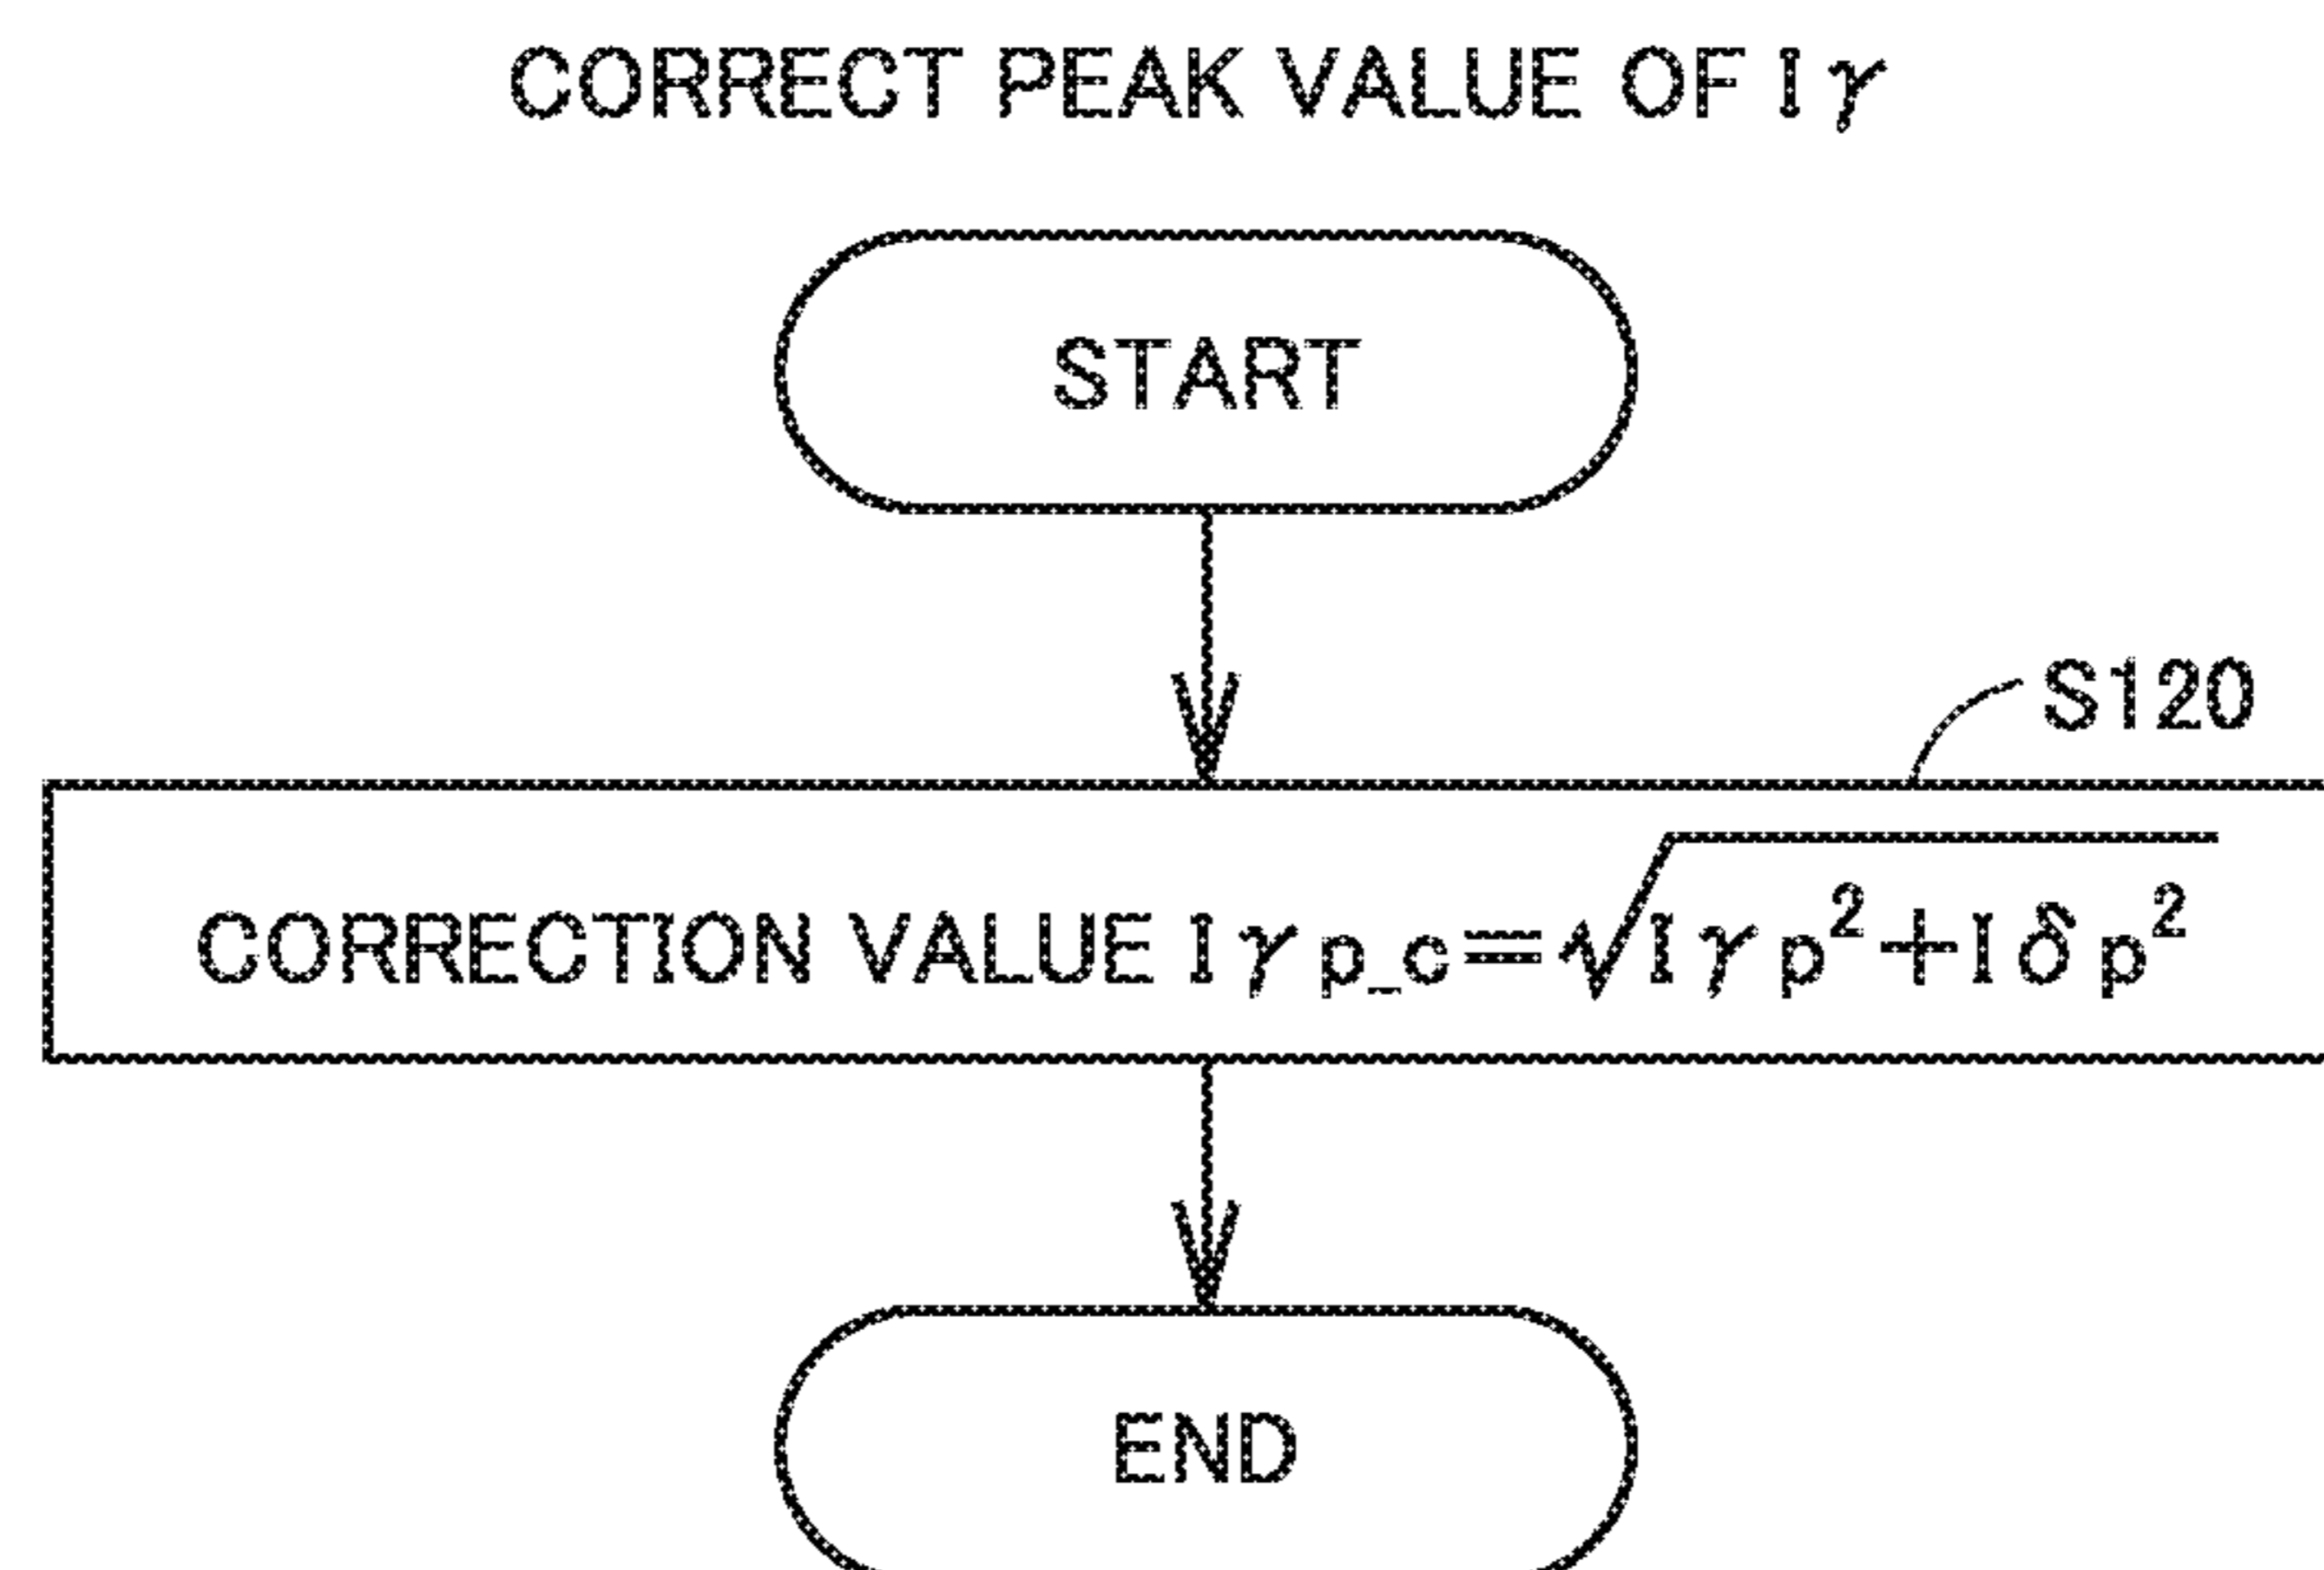 CORRECT PEAK VALUE OF Iγ
START
S120
CORRECTION VALUE Iγp_c=√Iγp²+Iδp²
END